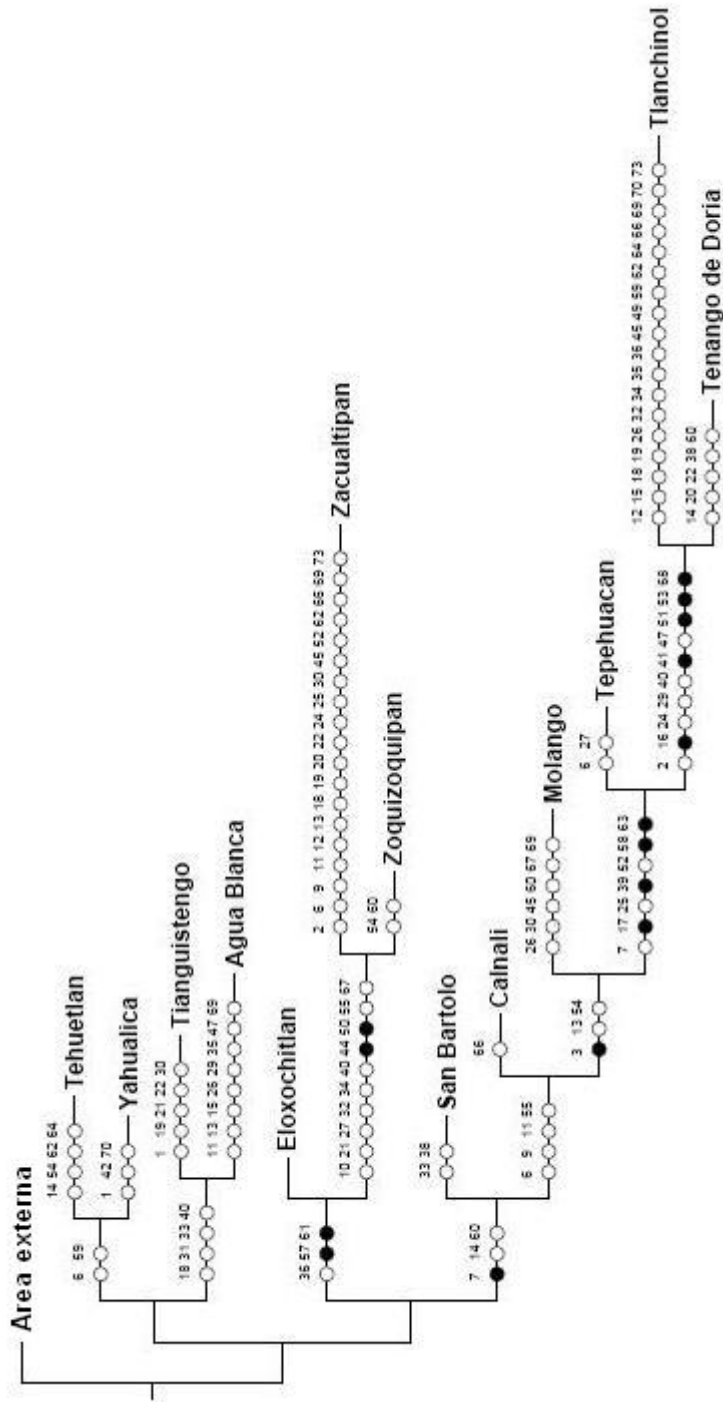 Area externa
14 54 62 64
Tehuetlan
6 59
1 42 70
Yahualica
1 19 21 22 30
Tianguistengo
18 31 33 40
11 13 15 26 29 35 47 69
Agua Blanca
Eloxochitlan
36 57 61
2 6 9 11 12 13 18 19 20 22 24 25 30 45 52 62 66 69 73
Zacualtipan
10 21 27 32 34 40 44 50 55 67
54 60
Zoquizoquipan
33 38
San Bartolo
7 14 60
66
Calnali
6 9 11 55
26 30 45 60 67 69
Molango
3 13 54
6 27
Tepehuacan
7 17 25 39 52 58 63
12 15 18 19 26 32 34 35 36 45 49 59 62 64 66 69 70 73
Tlanchinol
2 16 24 29 40 41 47 51 53 68
14 20 22 38 60
Tenango de Doria